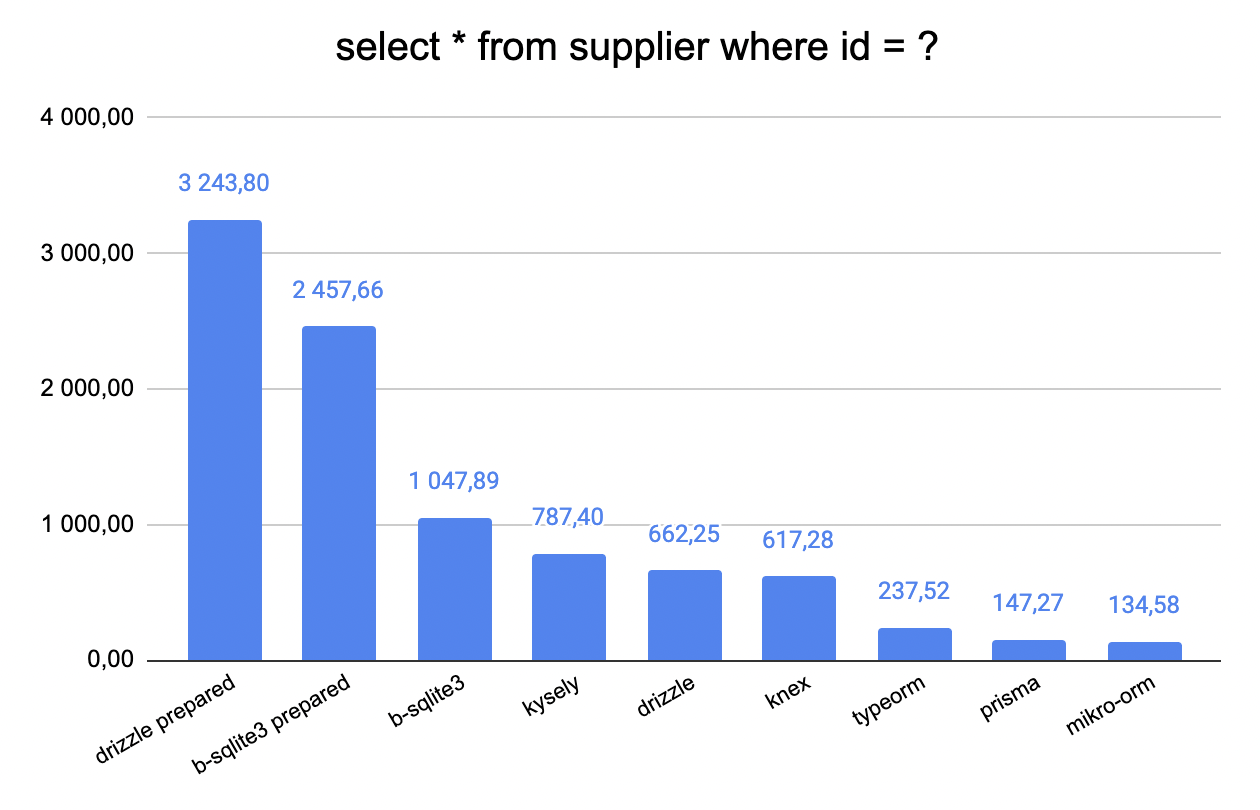 select * from supplier where id = ?
4 000,00
3 000,00
2 000,00
1 000,00
0,00
3 243,80
2 457,66
1 047,89
787,40
662,25
617,28
237,52
147,27
134,58
drizzle prepared
b-sqlite3 prepared
b-sqlite3
kysely
drizzle
knex
typeorm
prisma
mikro-orm